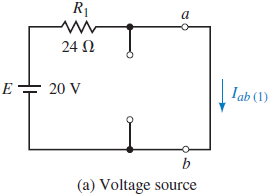 R1
a
24 Ω
E
20 V
Iab (1)
b
(a) Voltage source